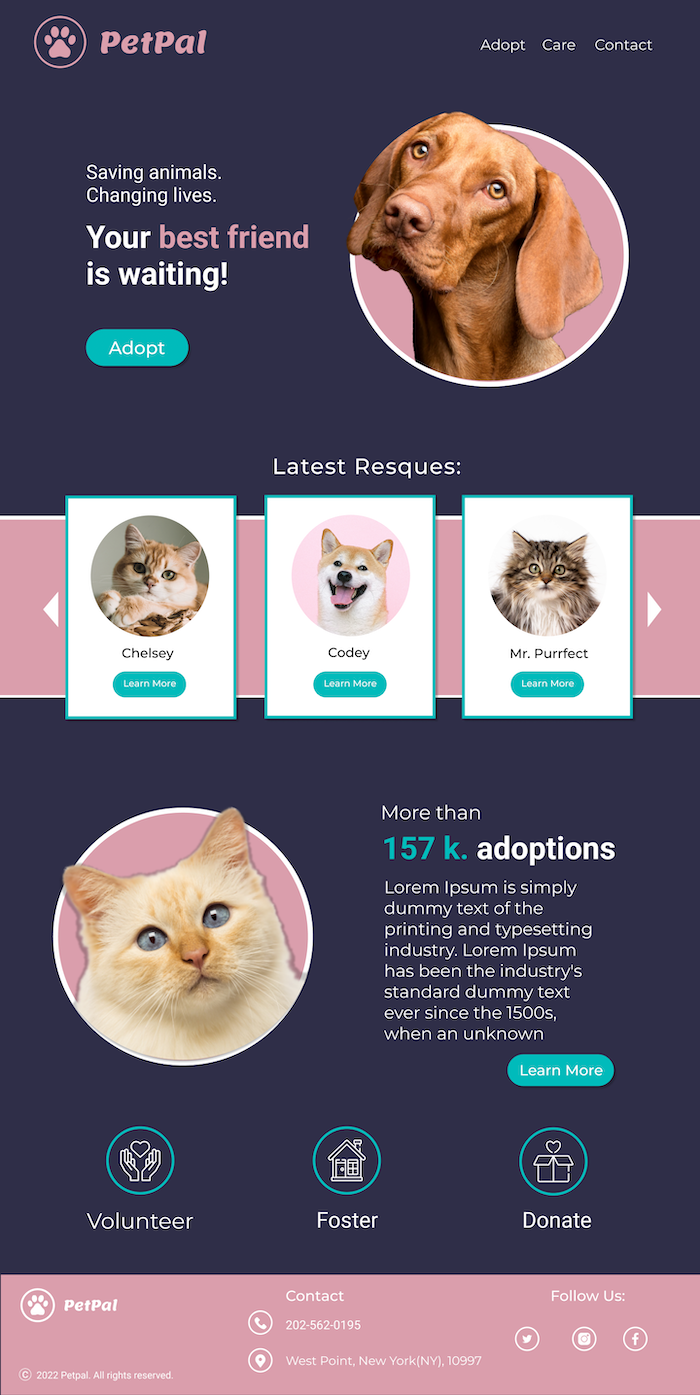 PetPal
Adopt Care Contact
Saving animals.
Changing lives.
Your best friend
is waiting!
Adopt
Latest Resques:
Chelsey
Learn More
Codey
Learn More
Mr. Purrfect
Learn More
More than
157 k. adoptions
Lorem Ipsum is simply
dummy text of the
printing and typesetting
industry. Lorem Ipsum
has been the industry's
standard dummy text
ever since the 1500s,
when an unknown
Learn More
Volunteer
Foster
Donate
PetPal
© 2022 Petpal. All rights reserved.
Contact
202-562-0195
West Point, New York(NY), 10997
Follow Us: